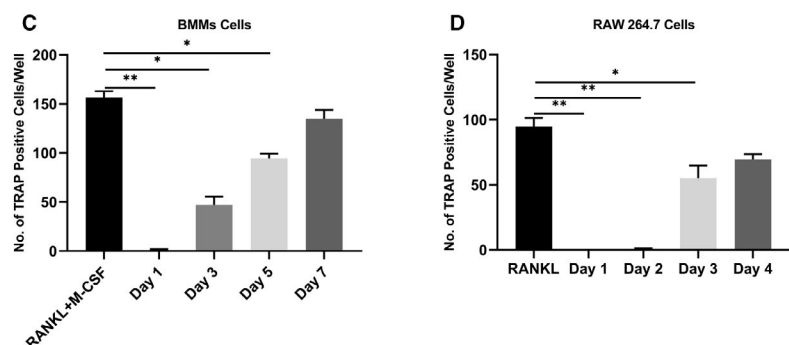 C
BMMs Cells
No. of TRAP Positive Cells/Well
200
150
100
50
0
*
*
**
RANKL+M-CSF
Day 1
Day 3
Day 5
Day 7
D
RAW 264.7 Cells
No. of TRAP Positive Cells/Well
150
100
50
0
*
**
**
RANKL
Day 1
Day 2
Day 3
Day 4